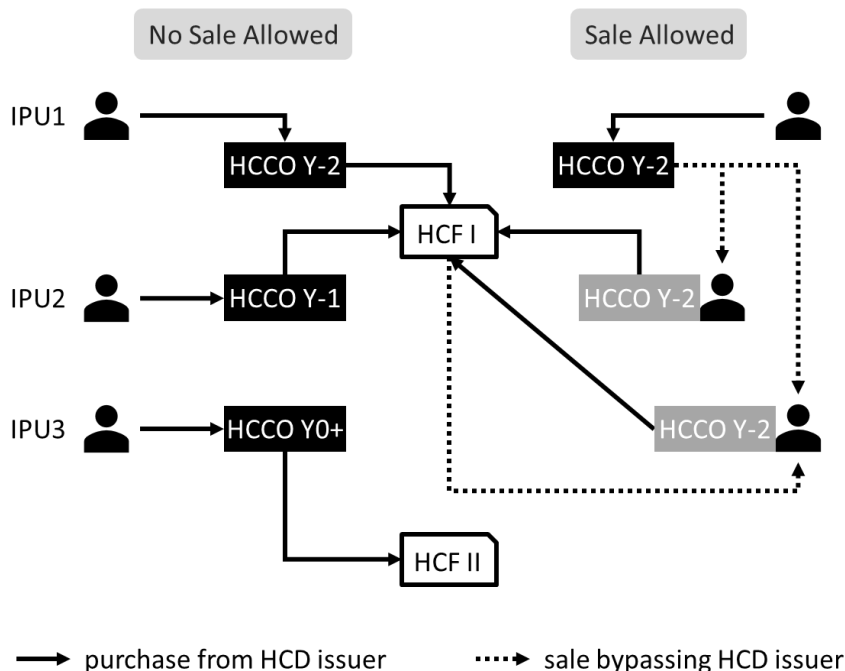 No Sale Allowed
Sale Allowed
IPU1
HCCO Y-2
HCCO Y-2
HCF I
IPU2
HCCO Y-1
HCCO Y-2
IPU3
HCCO Y0+
HCCO Y-2
HCF II
purchase from HCD issuer
sale bypassing HCD issuer